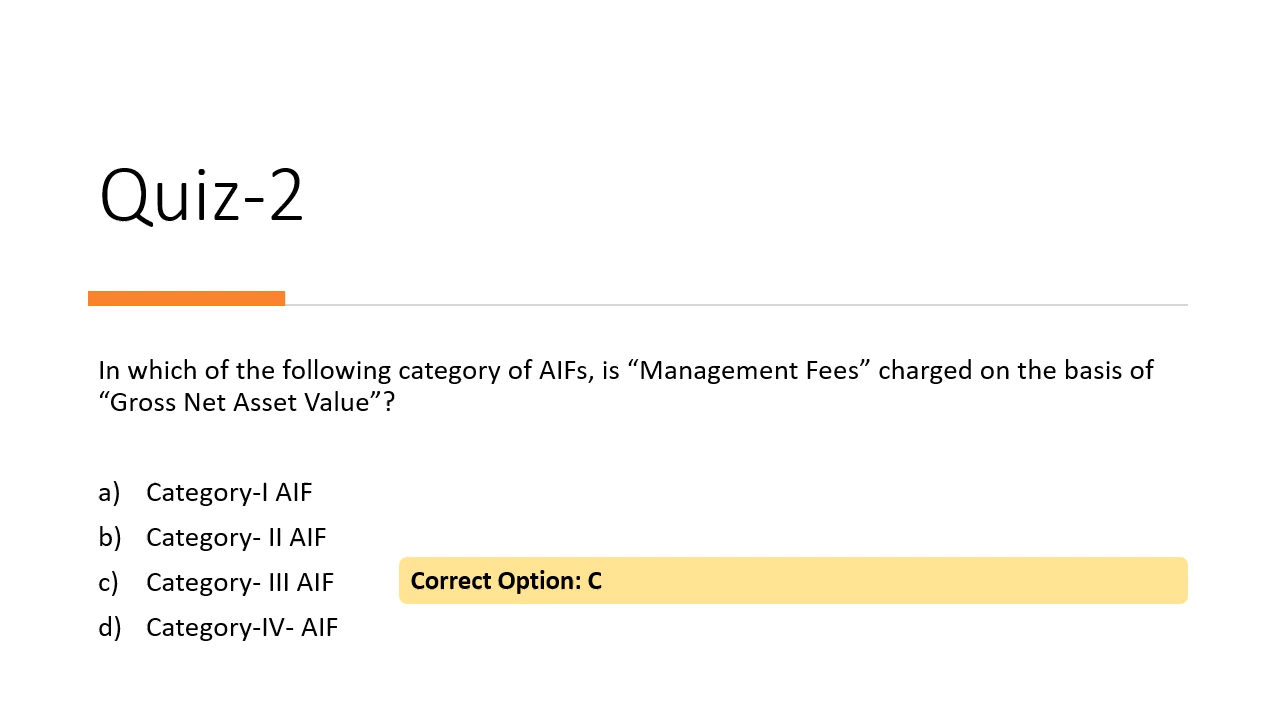 Quiz-2
In which of the following category of AIFs, is “Management Fees” charged on the basis of
“Gross Net Asset Value”?
a) Category-I AIF
b) Category- II AIF
c) Category- III AIF
Correct Option: C
d) Category-IV- AIF